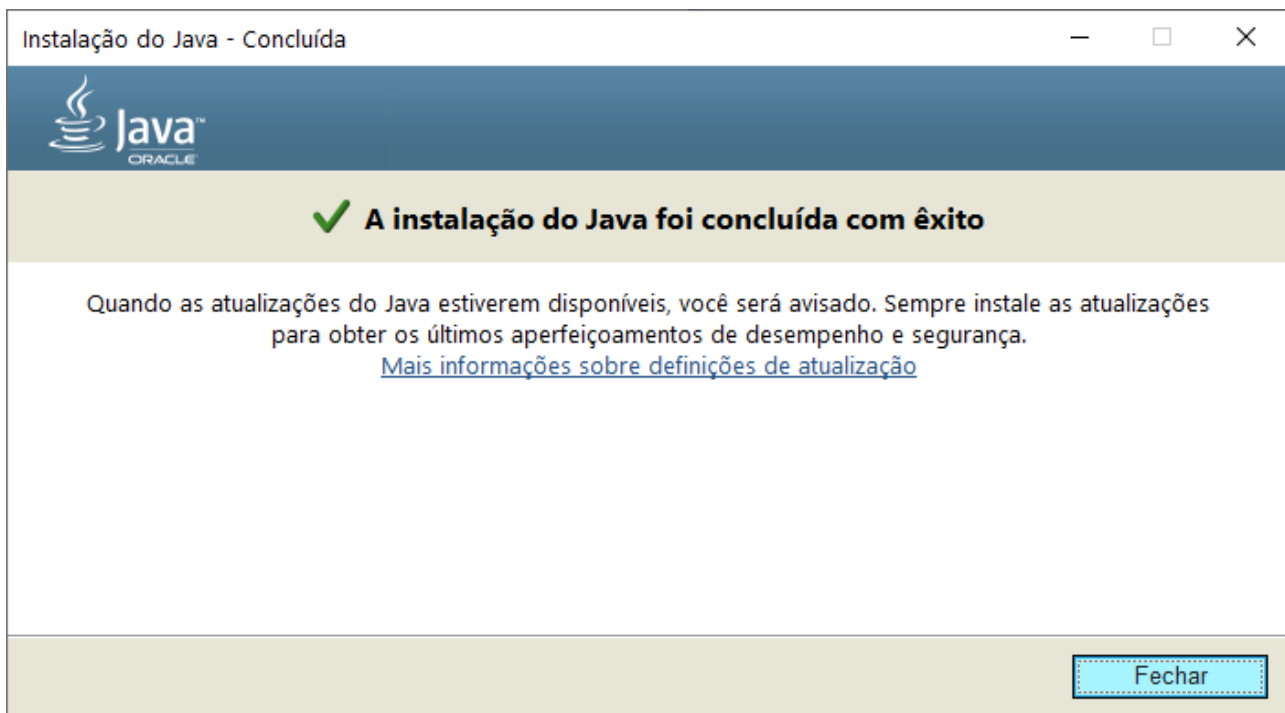 Instalação do Java - Concluída
Java™
ORACLE
A instalação do Java foi concluída com êxito
Quando as atualizações do Java estiverem disponíveis, você será avisado. Sempre instale as atualizações
para obter os últimos aperfeiçoamentos de desempenho e segurança.
Mais informações sobre definições de atualização
Fechar